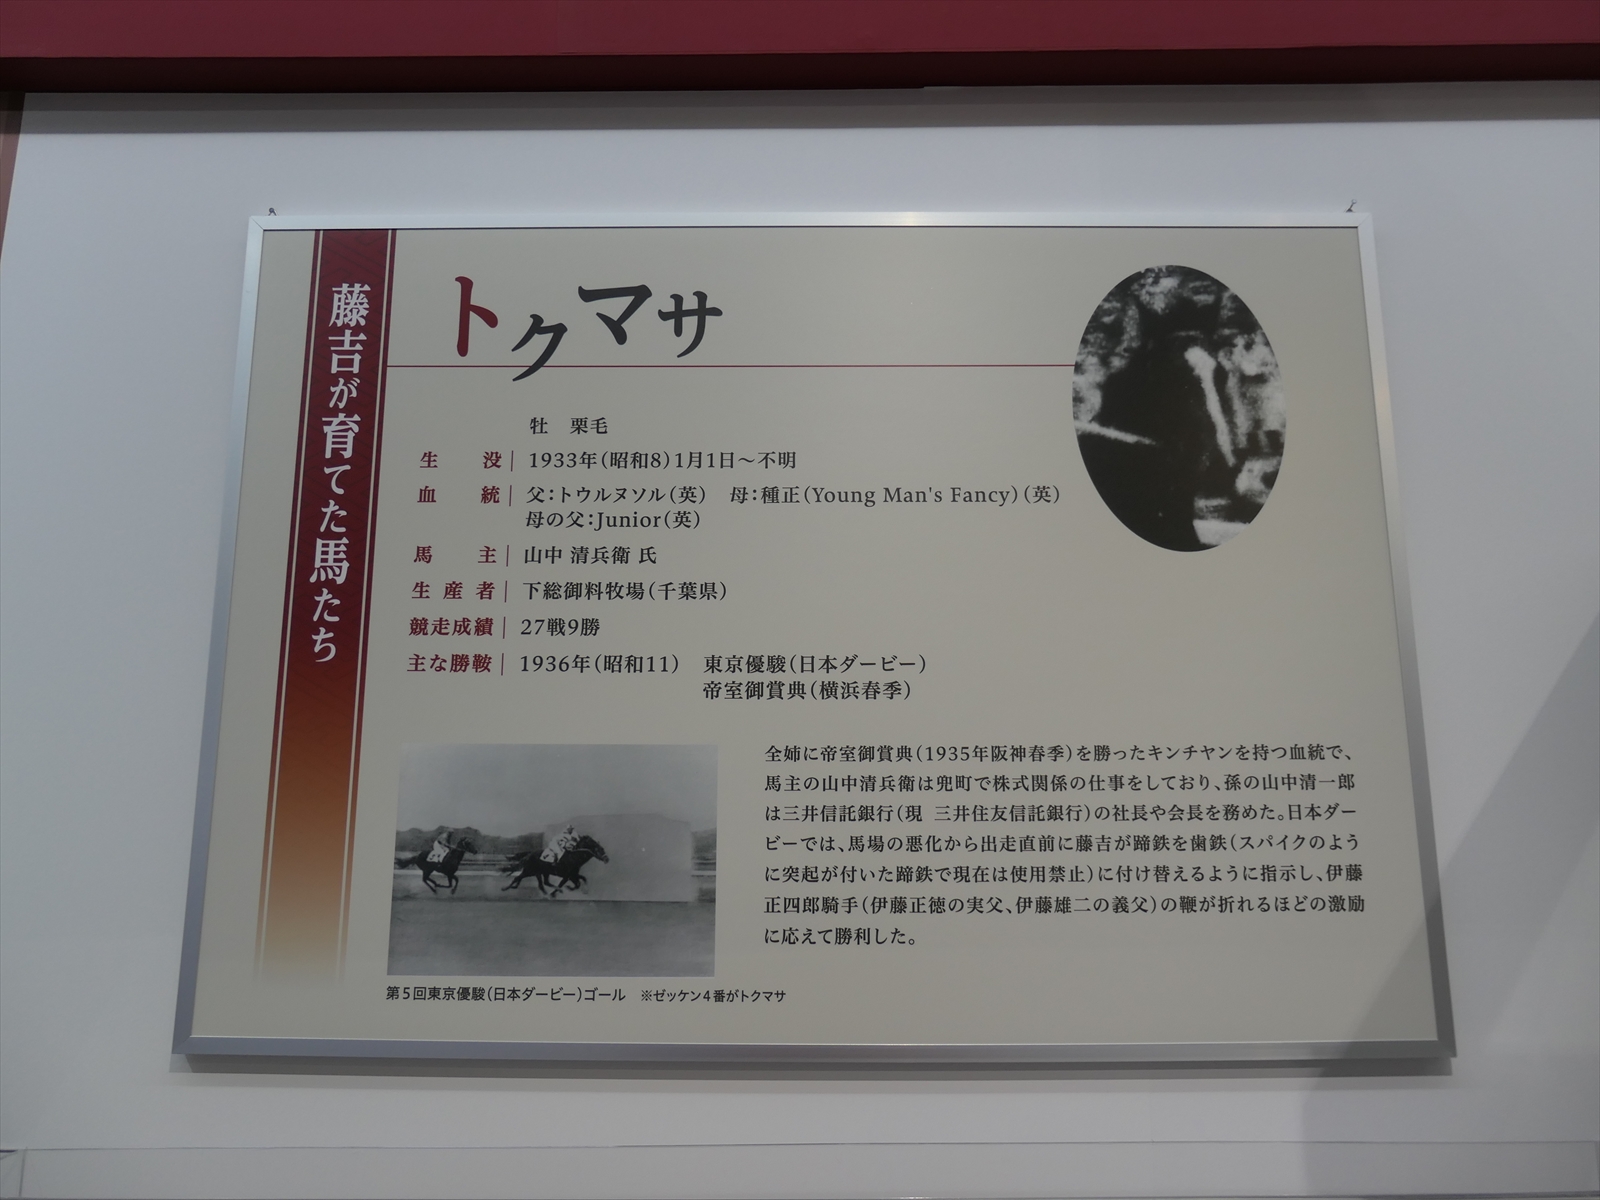 藤吉が育てた馬たち
トクマサ
牡 栗毛
生没｜1933年(昭和8)1月1日～不明
血統｜父:トウルヌソル(英) 母:種正(Young Man's Fancy)(英)
母の父:Junior(英)
馬主｜山中 清兵衛 氏
生産者｜下総御料牧場(千葉県)
競走成績｜27戦9勝
主な勝鞍｜1936年(昭和11) 東京優駿(日本ダービー)
帝室御賞典(横浜春季)
全姉に帝室御賞典(1935年阪神春季)を勝ったキンチヤンを持つ血統で、
馬主の山中清兵衛は兜町で株式関係の仕事をしており、孫の山中清一郎
は三井信託銀行(現 三井住友信託銀行)の社長や会長を務めた。日本ダー
ビーでは、馬場の悪化から出走直前に藤吉が蹄鉄を歯鉄(スパイクのよう
に突起が付いた蹄鉄で現在は使用禁止)に付け替えるように指示し、伊藤
正四郎騎手(伊藤正徳の実父、伊藤雄二の義父)の鞭が折れるほどの激励
に応えて勝利した。
第5回東京優駿(日本ダービー)ゴール ※ゼッケン4番がトクマサ